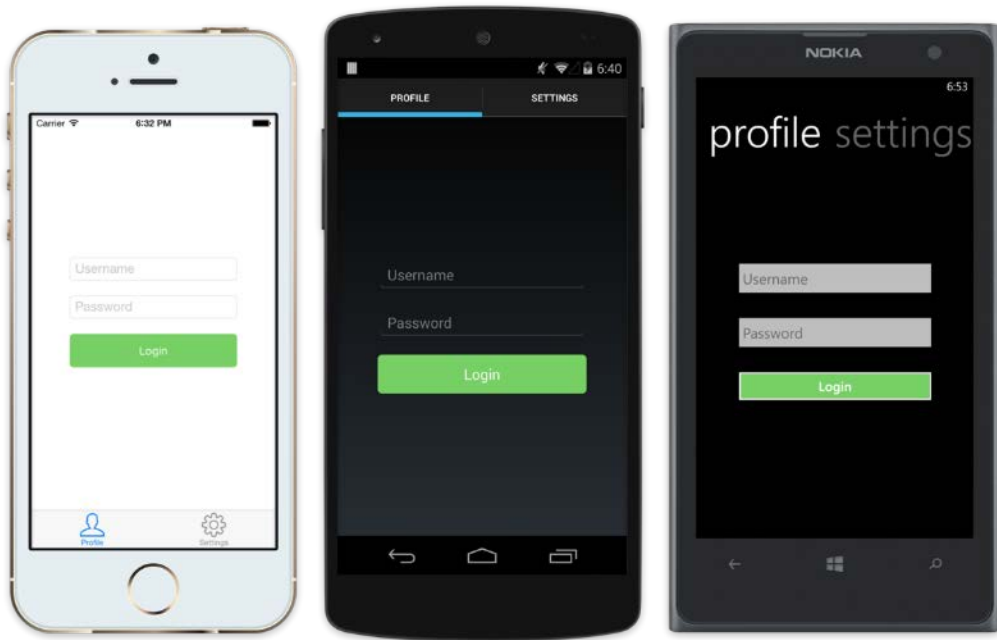 Carrier 6:32 PM
Username
Password
Login
Profile Settings
6:40
PROFILE SETTINGS
Username
Password
Login
NOKIA
6:53
profile settings
Username
Password
Login